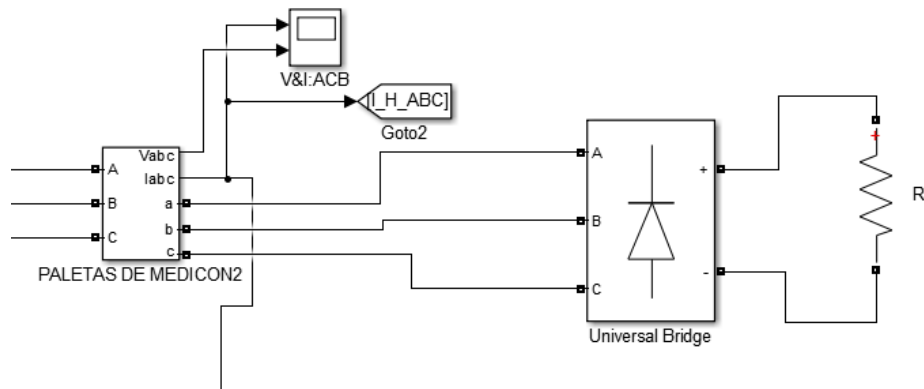 V&I:ACB
[I_H_ABC]
Goto2
Vabc
Iabc
A
a
B
b
C
c
PALETAS DE MEDICON2
A
B
C
+
-
Universal Bridge
+
R